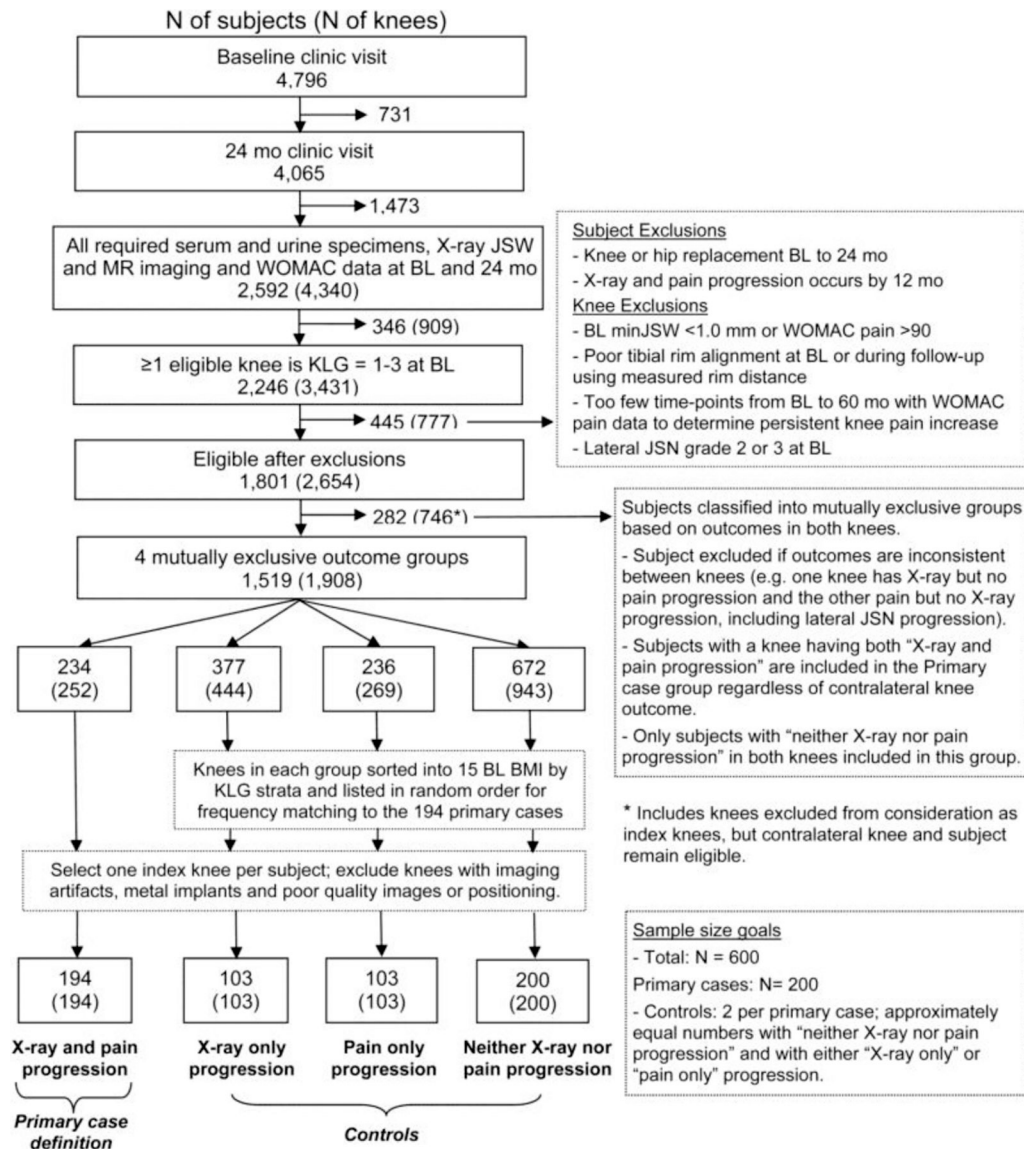 N of subjects (N of knees)
Baseline clinic visit
4,796
731
24 mo clinic visit
4,065
1,473
All required serum and urine specimens, X-ray JSW
and MR imaging and WOMAC data at BL and 24 mo
2,592 (4,340)
346 (909)
≥1 eligible knee is KLG = 1-3 at BL
2,246 (3,431)
445 (777)
Eligible after exclusions
1,801 (2,654)
282 (746*)
4 mutually exclusive outcome groups
1,519 (1,908)
Subject Exclusions
- Knee or hip replacement BL to 24 mo
- X-ray and pain progression occurs by 12 mo
Knee Exclusions
- BL minJSW <1.0 mm or WOMAC pain >90
- Poor tibial rim alignment at BL or during follow-up
using measured rim distance
- Too few time-points from BL to 60 mo with WOMAC
pain data to determine persistent knee pain increase
- Lateral JSN grade 2 or 3 at BL
Subjects classified into mutually exclusive groups
based on outcomes in both knees.
- Subject excluded if outcomes are inconsistent
between knees (e.g. one knee has X-ray but no
pain progression and the other pain but no X-ray
progression, including lateral JSN progression).
- Subjects with a knee having both “X-ray and
pain progression” are included in the Primary
case group regardless of contralateral knee
outcome.
- Only subjects with “neither X-ray nor pain
progression” in both knees included in this group.
234
(252)
377
(444)
236
(269)
672
(943)
Knees in each group sorted into 15 BL BMI by
KLG strata and listed in random order for
frequency matching to the 194 primary cases
* Includes knees excluded from consideration as
index knees, but contralateral knee and subject
remain eligible.
Select one index knee per subject; exclude knees with imaging
artifacts, metal implants and poor quality images or positioning.
194
(194)
103
(103)
103
(103)
200
(200)
Sample size goals
- Total: N = 600
Primary cases: N= 200
- Controls: 2 per primary case; approximately
equal numbers with “neither X-ray nor pain
progression” and with either “X-ray only” or
“pain only” progression.
X-ray and pain
progression
X-ray only
progression
Pain only
progression
Neither X-ray nor
pain progression
Primary case
definition
Controls